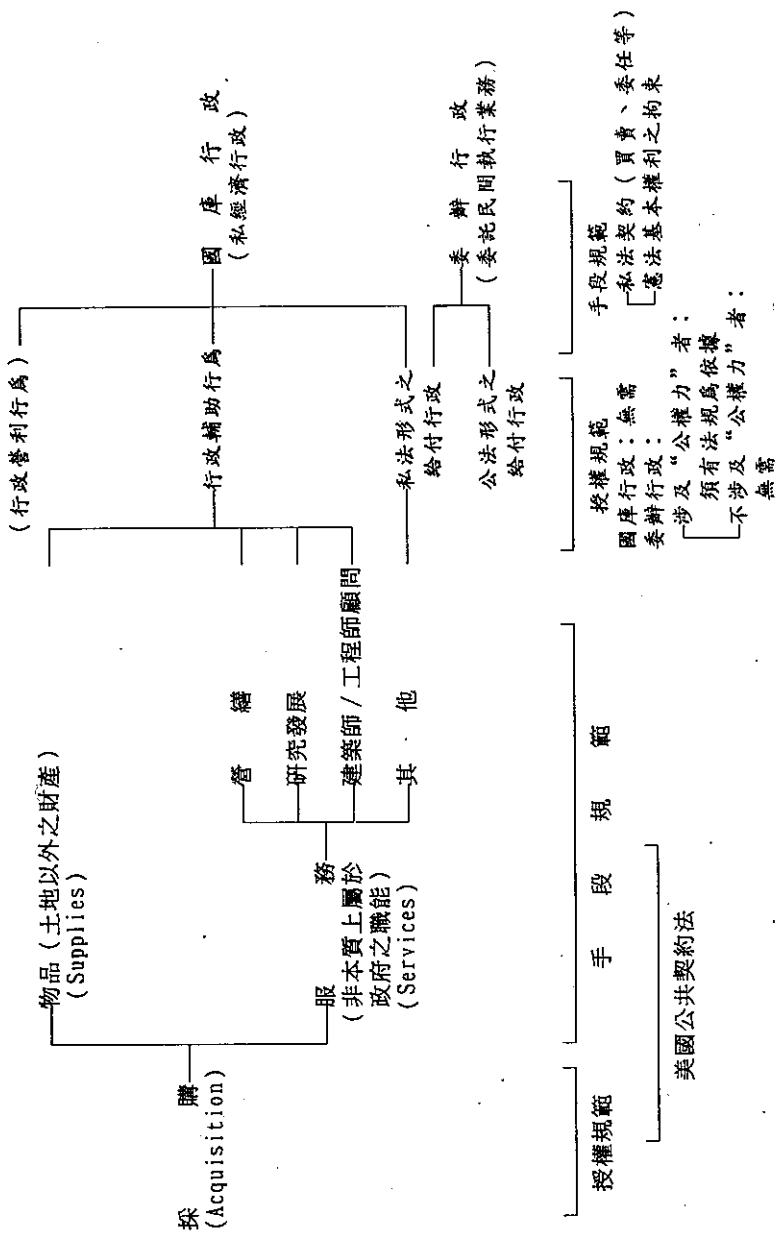 採　　購
(Acquisition)
物品(土地以外之財產)
(Supplies)
服　　　務
(非本質上屬於
政府之職能)
(Services)
營　繕
研究發展
建築師/工程師顧問
其　他
(行政營利行爲)
行政輔助行爲
私法形式之
給付行政
公法形式之
給付行政
國庫行政
(私經濟行政)
委辦行政
(委託民間執行業務)
授權規範
手段規範
美國公共契約法
授權規範
國庫行政：無需
委辦行政：
涉及“公權力”者：
須有法規爲依據
不涉及“公權力”者：
無需
手段規範
私法契約(買賣、委任等)
憲法基本權利之拘束